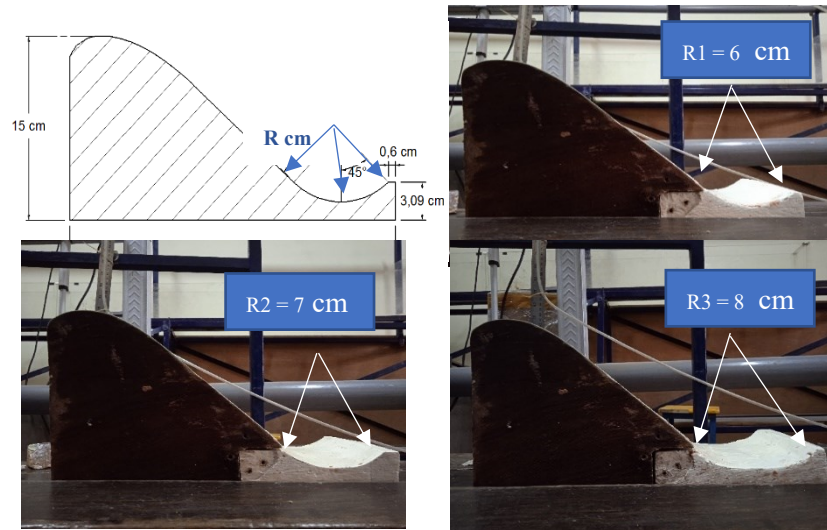 15 cm
R cm
0,6 cm
45°
3,09 cm
R1 = 6 cm
R2 = 7 cm
R3 = 8 cm